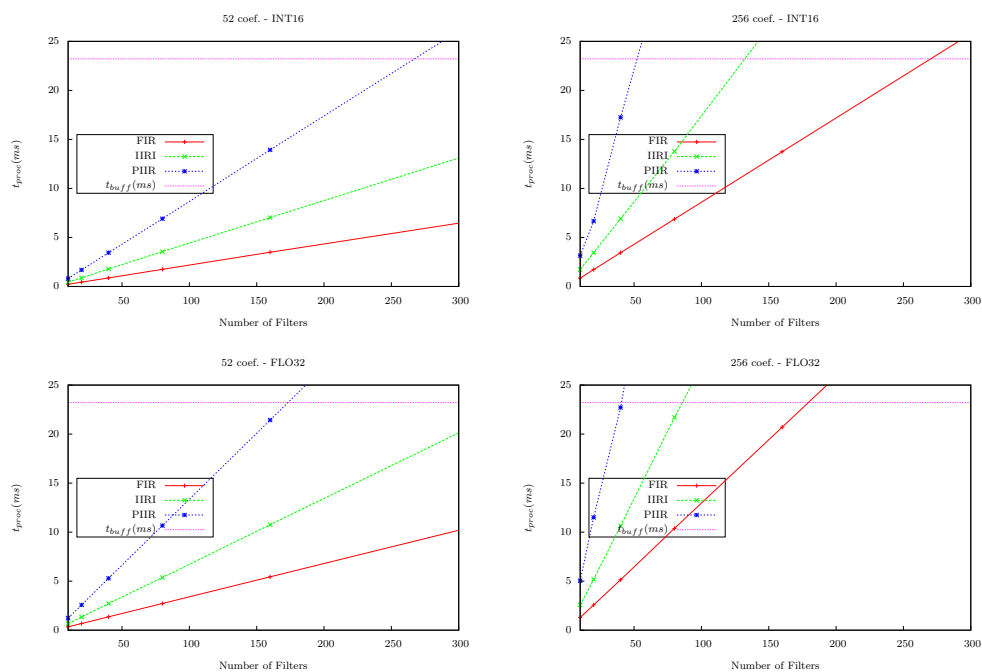 52 coef. - INT16
25
20
15
10
5
0
50 100 150 200 250 300
t_proc(ms)
Number of Filters
FIR
IIRI
PIIR
t_buff(ms)
256 coef. - INT16
25
20
15
10
5
0
50 100 150 200 250 300
t_proc(ms)
Number of Filters
FIR
IIRI
PIIR
t_buff(ms)
52 coef. - FLO32
25
20
15
10
5
0
50 100 150 200 250 300
t_proc(ms)
Number of Filters
FIR
IIRI
PIIR
t_buff(ms)
256 coef. - FLO32
25
20
15
10
5
0
50 100 150 200 250 300
t_proc(ms)
Number of Filters
FIR
IIRI
PIIR
t_buff(ms)